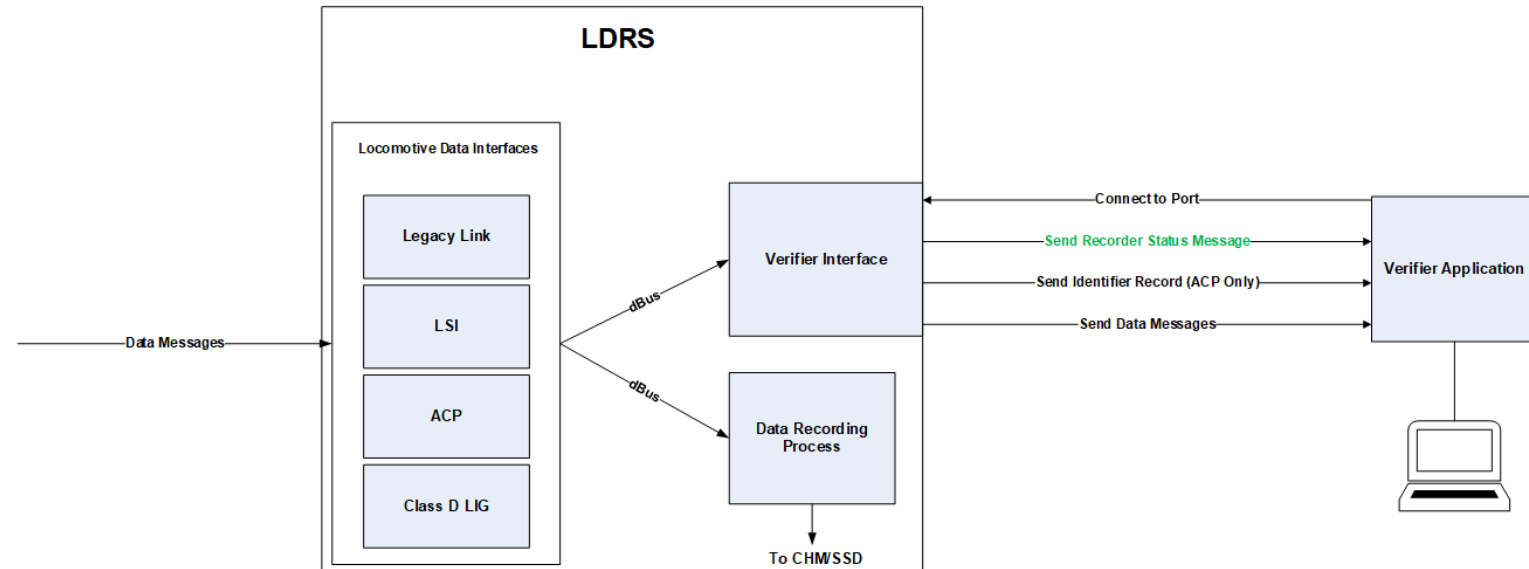 LDRS
Locomotive Data Interfaces
Legacy Link
LSI
ACP
Class D LIG
Data Messages
dBus
dBus
Verifier Interface
Data Recording
Process
To CHM/SSD
Connect to Port
Send Recorder Status Message
Send Identifier Record (ACP Only)
Send Data Messages
Verifier Application